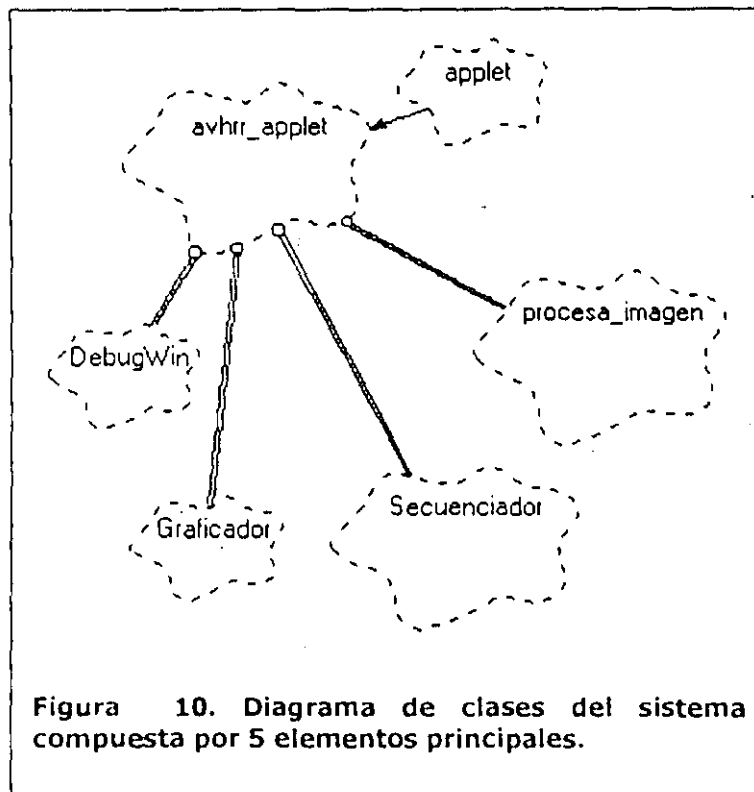 applet
avhrr_applet
procesa_imagen
DebugWin
Secuenciador
Graficador
Figura 10. Diagrama de clases del sistema
compuesta por 5 elementos principales.